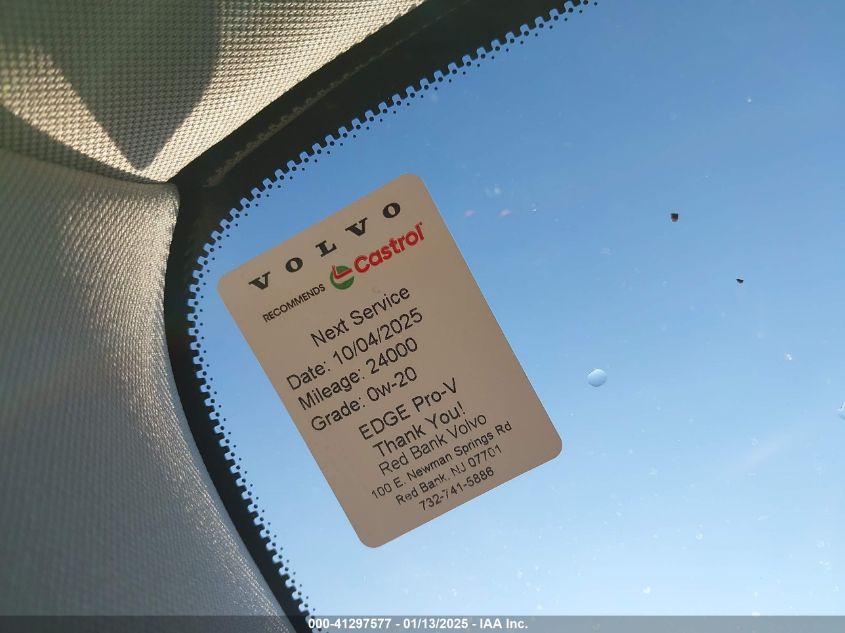 VOLVO
RECOMMENDS Castrol
Next Service
Date: 10/04/2025
Mileage: 24000
Grade: 0w-20
EDGE Pro-V
Thank You!
Red Bank Volvo
100 E. Newman Springs Rd
Red Bank, NJ 07701
732-741-5886
000-41297577 - 01/13/2025 - IAA Inc.